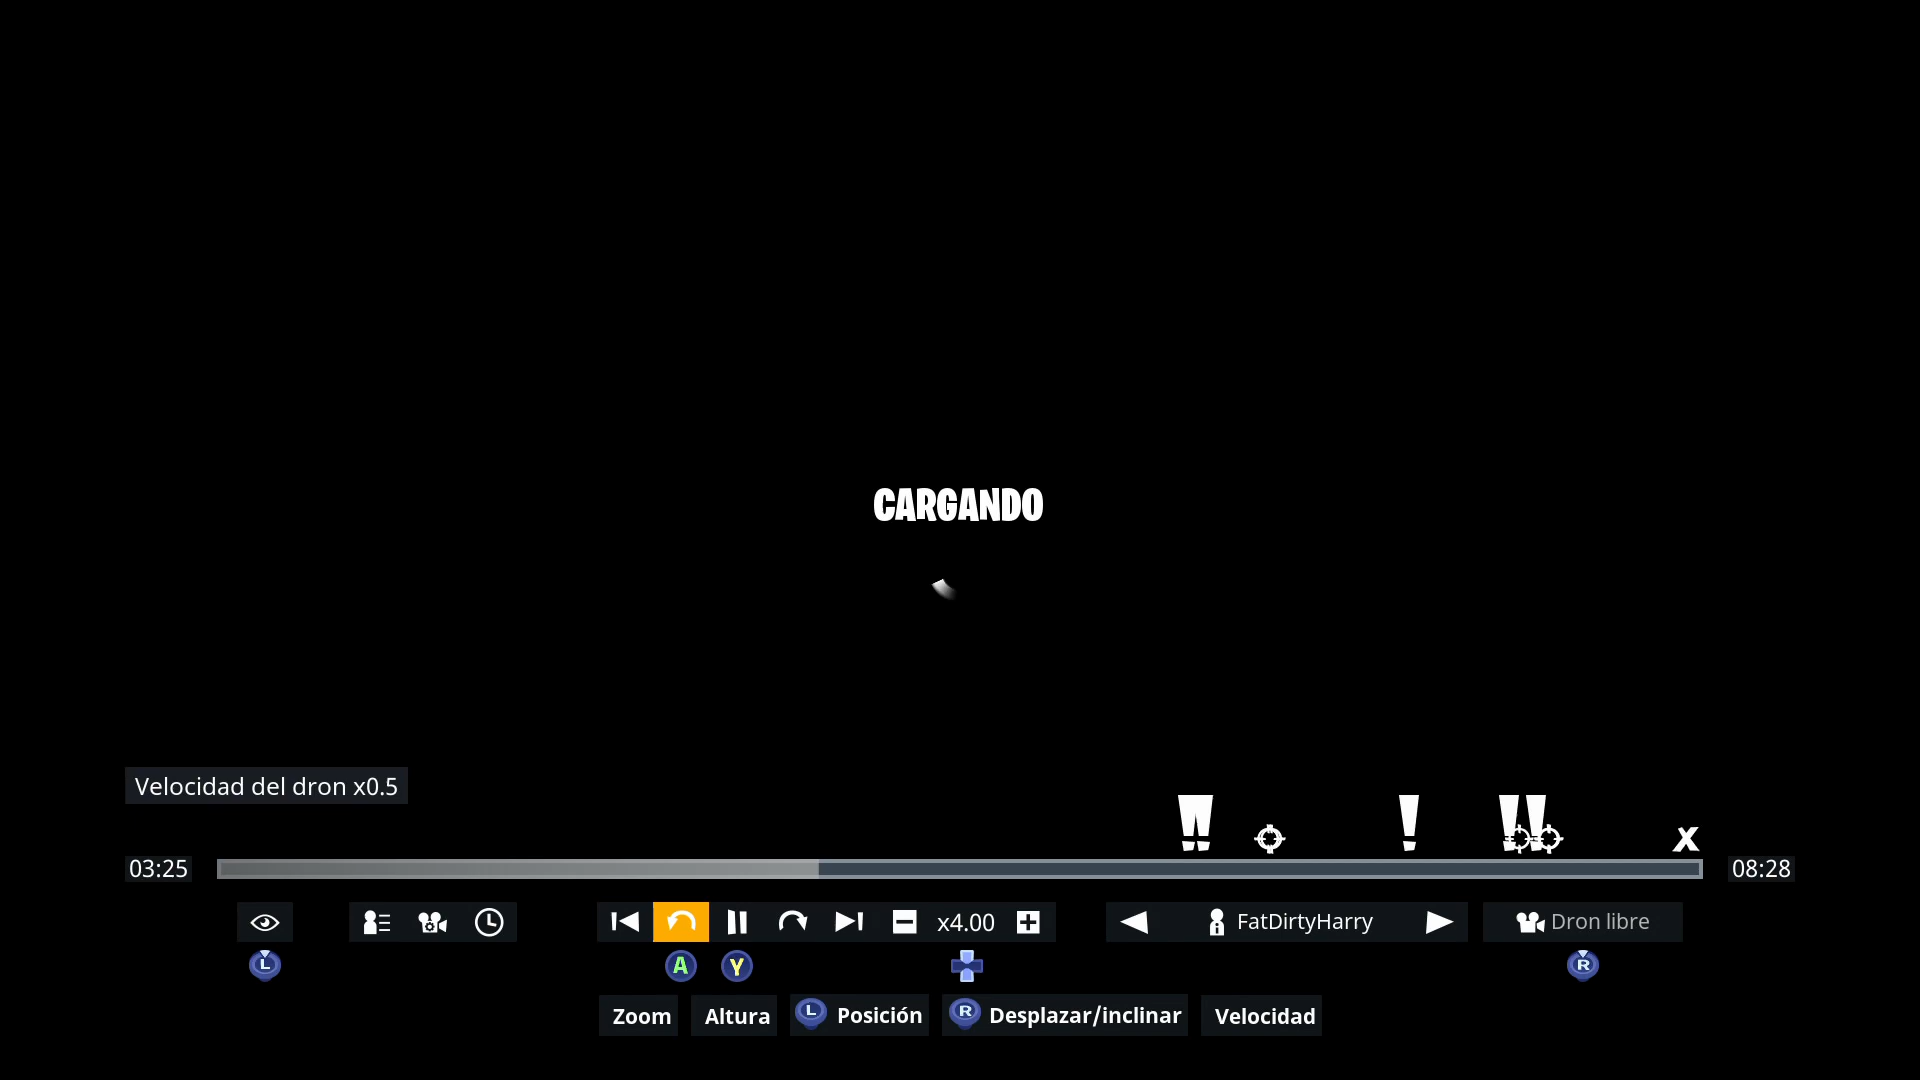 CARGANDO
Velocidad del dron x0.5
03:25
08:28
x4.00
FatDirtyHarry
Dron libre
L
A
Y
R
Zoom
Altura
L Posición
R Desplazar/inclinar
Velocidad